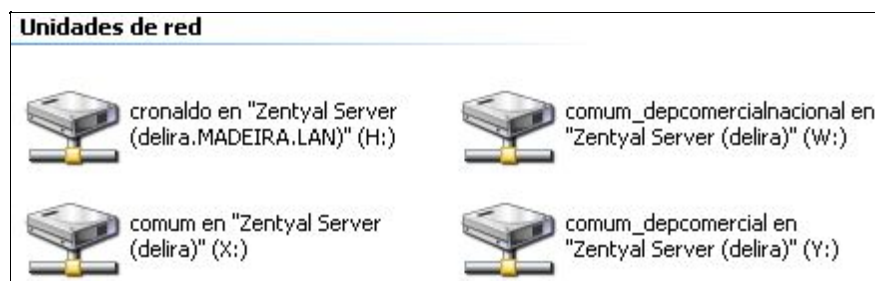 Unidades de red
cronaldo en "Zentyal Server
(delira.MADEIRA.LAN)" (H:)
comum_depcomercialnacional en
"Zentyal Server (delira)" (W:)
comum en "Zentyal Server
(delira)" (X:)
comum_depcomercial en
"Zentyal Server (delira)" (Y:)